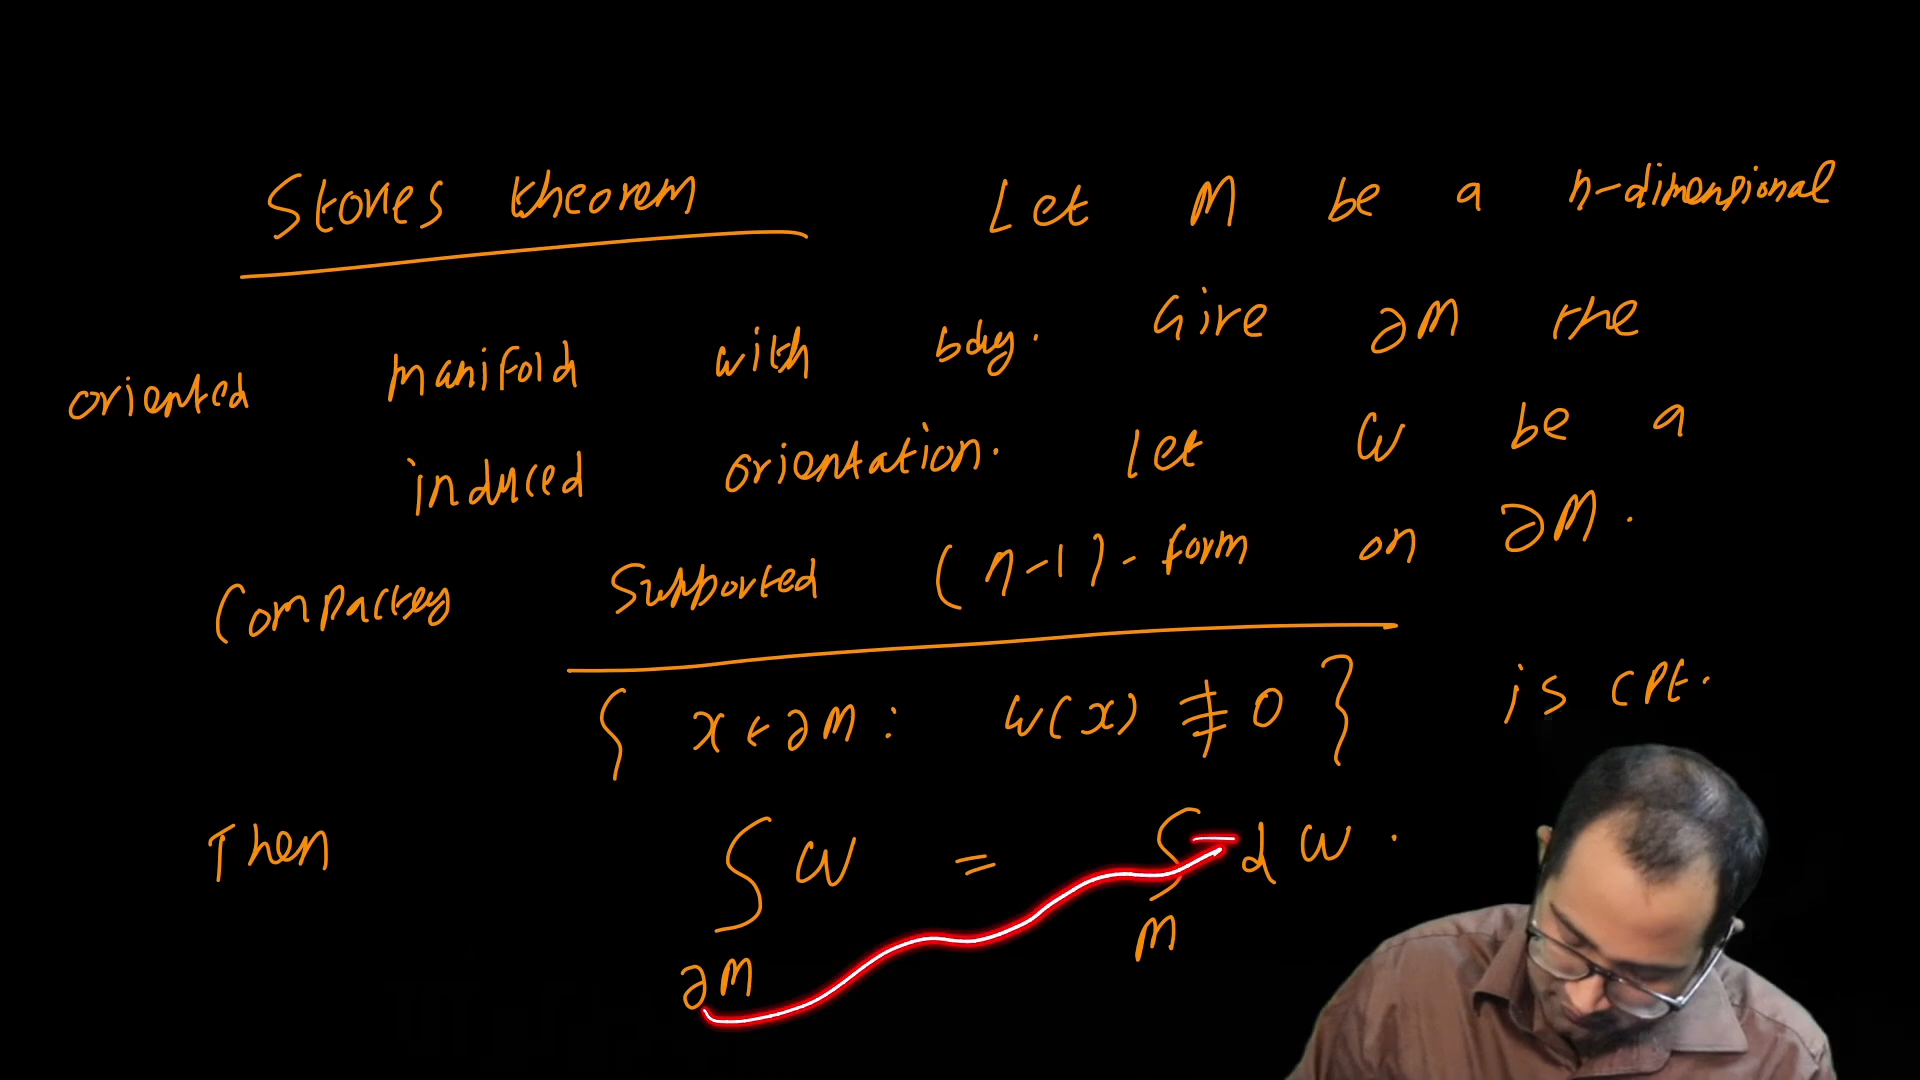 Stokes theorem Let M be a n-dimensional
oriented manifold with bdy. Give ∂M the
induced orientation. Let ω be a
compactly supported (n-1)-form on ∂M.
{ x ∈ ∂M : ω(x) ≠ 0 } is cpt.
Then ∫ ω = ∫ dω.
∂M M